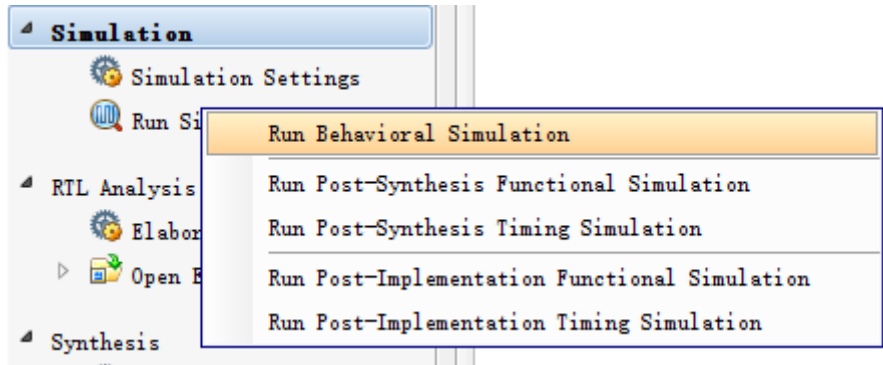 Simulation
Simulation Settings
Run Si
Run Behavioral Simulation
Run Post-Synthesis Functional Simulation
RTL Analysis
Run Post-Synthesis Timing Simulation
Elabor
Open E
Run Post-Implementation Functional Simulation
Run Post-Implementation Timing Simulation
Synthesis